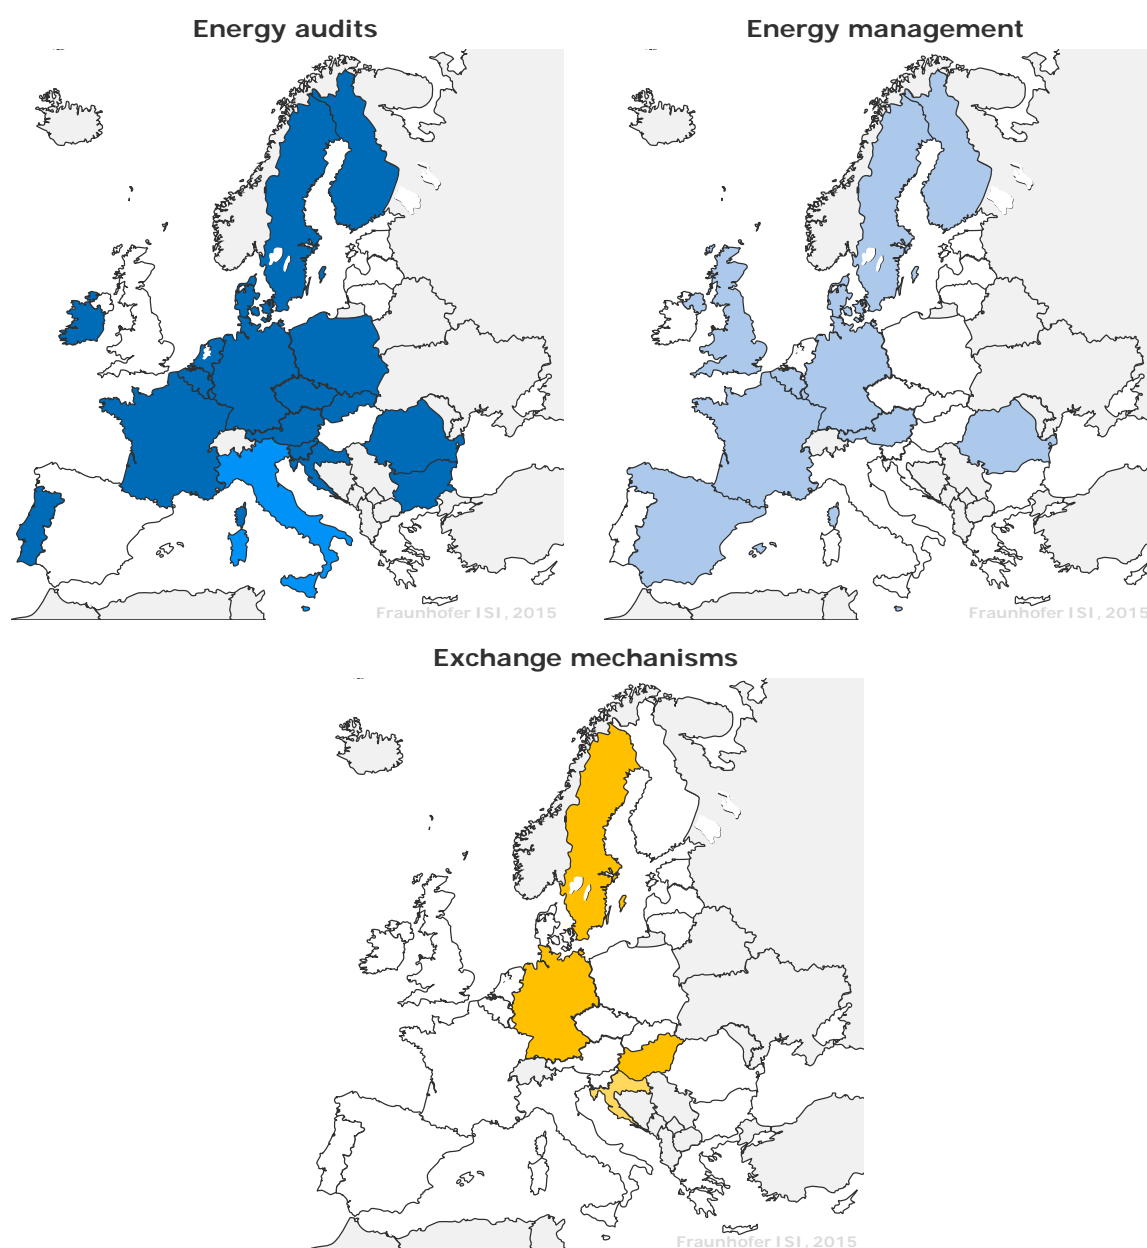 Energy audits
Energy management
Fraunhofer ISI, 2015
Fraunhofer ISI, 2015
Exchange mechanisms
Fraunhofer ISI, 2015